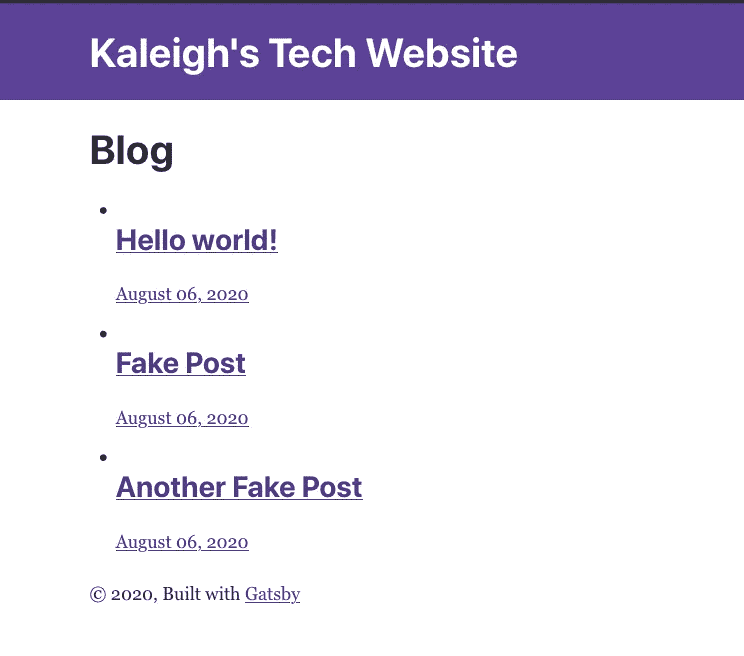 Kaleigh's Tech Website
Blog
Hello world!
August 06, 2020
Fake Post
August 06, 2020
Another Fake Post
August 06, 2020
© 2020, Built with Gatsby